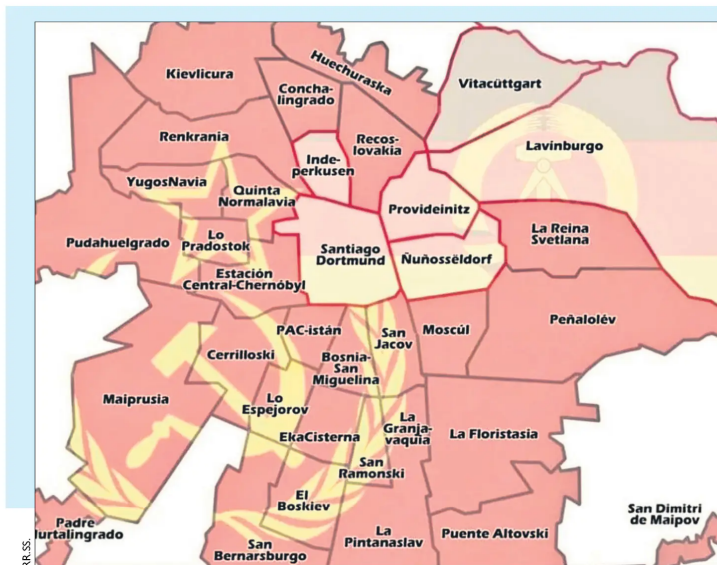 Kievlicura
Huechuraska
Vitacüttgart
Concha-
lingrado
Renkrania
Inde-
perkusen
Recos-
lovakia
Lavinburgo
YugosNavia
Quinta
Normalavia
Provideinitz
Pudahuelgrado
Lo
Pradostok
Santiago
Dortmund
Ñuñossëldorf
La Reina
Svetlana
Estación
Central-Chernóbyl
PAC-istán
San
Jacov
Moscúl
Peñalolév
Cerrilloski
Bosnia-
San
Miguelina
Maiprusia
Lo
Espejorov
La
Granja-
vaquia
EkaCisterna
La Floristasia
San
Ramonski
El
Boskiev
San Dimitri
de Maipov
Padre
Hurtalingrado
San
Bernarsburgo
La
Pintanaslav
Puente Altovski
RR.SS.